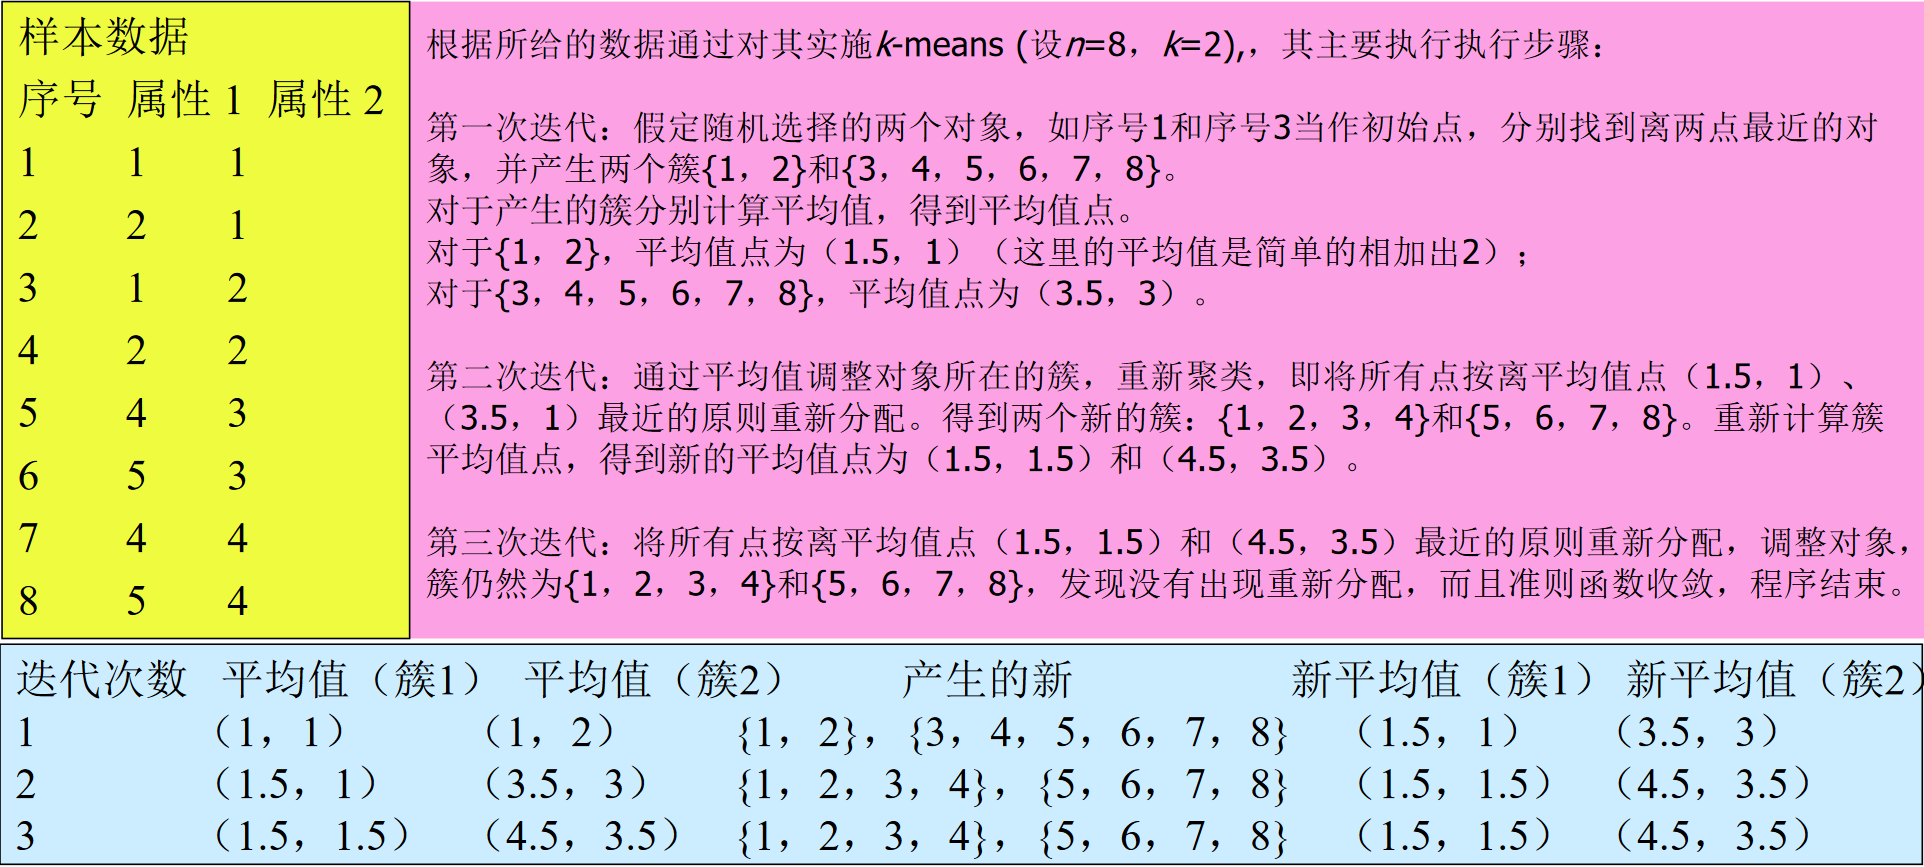 样本数据
序号 属性 1 属性 2
1 1 1
2 2 1
3 1 2
4 2 2
5 4 3
6 5 3
7 4 4
8 5 4
根据所给的数据通过对其实施k-means (设n=8，k=2),，其主要执行执行步骤：
第一次迭代：假定随机选择的两个对象，如序号1和序号3当作初始点，分别找到离两点最近的对
象，并产生两个簇{1，2}和{3，4，5，6，7，8}。
对于产生的簇分别计算平均值，得到平均值点。
对于{1，2}，平均值点为（1.5，1）（这里的平均值是简单的相加出2）；
对于{3，4，5，6，7，8}，平均值点为（3.5，3）。
第二次迭代：通过平均值调整对象所在的簇，重新聚类，即将所有点按离平均值点（1.5，1）、
（3.5，1）最近的原则重新分配。得到两个新的簇：{1，2，3，4}和{5，6，7，8}。重新计算簇
平均值点，得到新的平均值点为（1.5，1.5）和（4.5，3.5）。
第三次迭代：将所有点按离平均值点（1.5，1.5）和（4.5，3.5）最近的原则重新分配，调整对象，
簇仍然为{1，2，3，4}和{5，6，7，8}，发现没有出现重新分配，而且准则函数收敛，程序结束。
迭代次数 平均值（簇1） 平均值（簇2） 产生的新 新平均值（簇1） 新平均值（簇2）
1 （1，1） （1，2） {1，2}，{3，4，5，6，7，8} （1.5，1） （3.5，3）
2 （1.5，1） （3.5，3） {1，2，3，4}，{5，6，7，8} （1.5，1.5） （4.5，3.5）
3 （1.5，1.5） （4.5，3.5） {1，2，3，4}，{5，6，7，8} （1.5，1.5） （4.5，3.5）